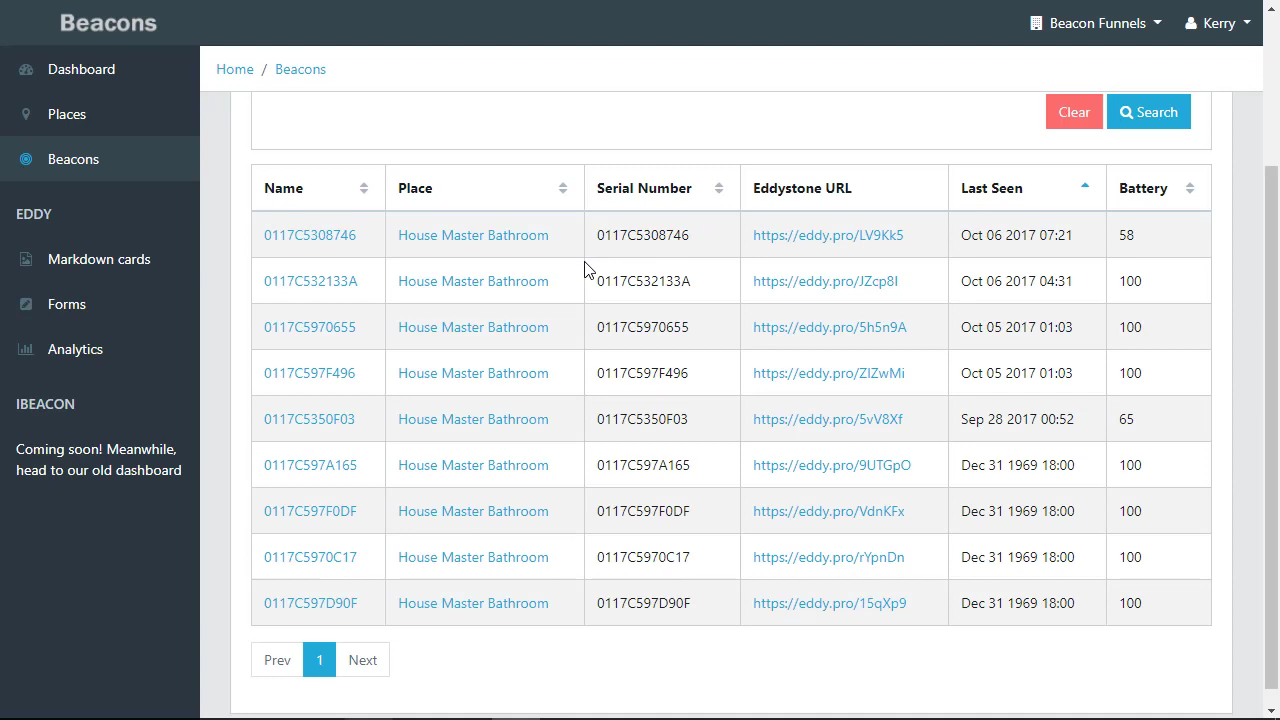 Beacons
Beacon Funnels
Kerry
Dashboard
Places
Beacons
EDDY
Markdown cards
Forms
Analytics
IBEACON
Coming soon! Meanwhile,
head to our old dashboard
Home / Beacons
Clear
Search
Name Place Serial Number Eddystone URL Last Seen Battery
0117C5308746 House Master Bathroom 0117C5308746 https://eddy.pro/LV9Kk5 Oct 06 2017 07:21 58
0117C532133A House Master Bathroom 0117C532133A https://eddy.pro/JZcp8I Oct 06 2017 04:31 100
0117C5970655 House Master Bathroom 0117C5970655 https://eddy.pro/5h5n9A Oct 05 2017 01:03 100
0117C597F496 House Master Bathroom 0117C597F496 https://eddy.pro/ZIZwMi Oct 05 2017 01:03 100
0117C5350F03 House Master Bathroom 0117C5350F03 https://eddy.pro/5vV8Xf Sep 28 2017 00:52 65
0117C597A165 House Master Bathroom 0117C597A165 https://eddy.pro/9UTGpO Dec 31 1969 18:00 100
0117C597F0DF House Master Bathroom 0117C597F0DF https://eddy.pro/VdnKFx Dec 31 1969 18:00 100
0117C5970C17 House Master Bathroom 0117C5970C17 https://eddy.pro/rYpnDn Dec 31 1969 18:00 100
0117C597D90F House Master Bathroom 0117C597D90F https://eddy.pro/15qXp9 Dec 31 1969 18:00 100
Prev 1 Next